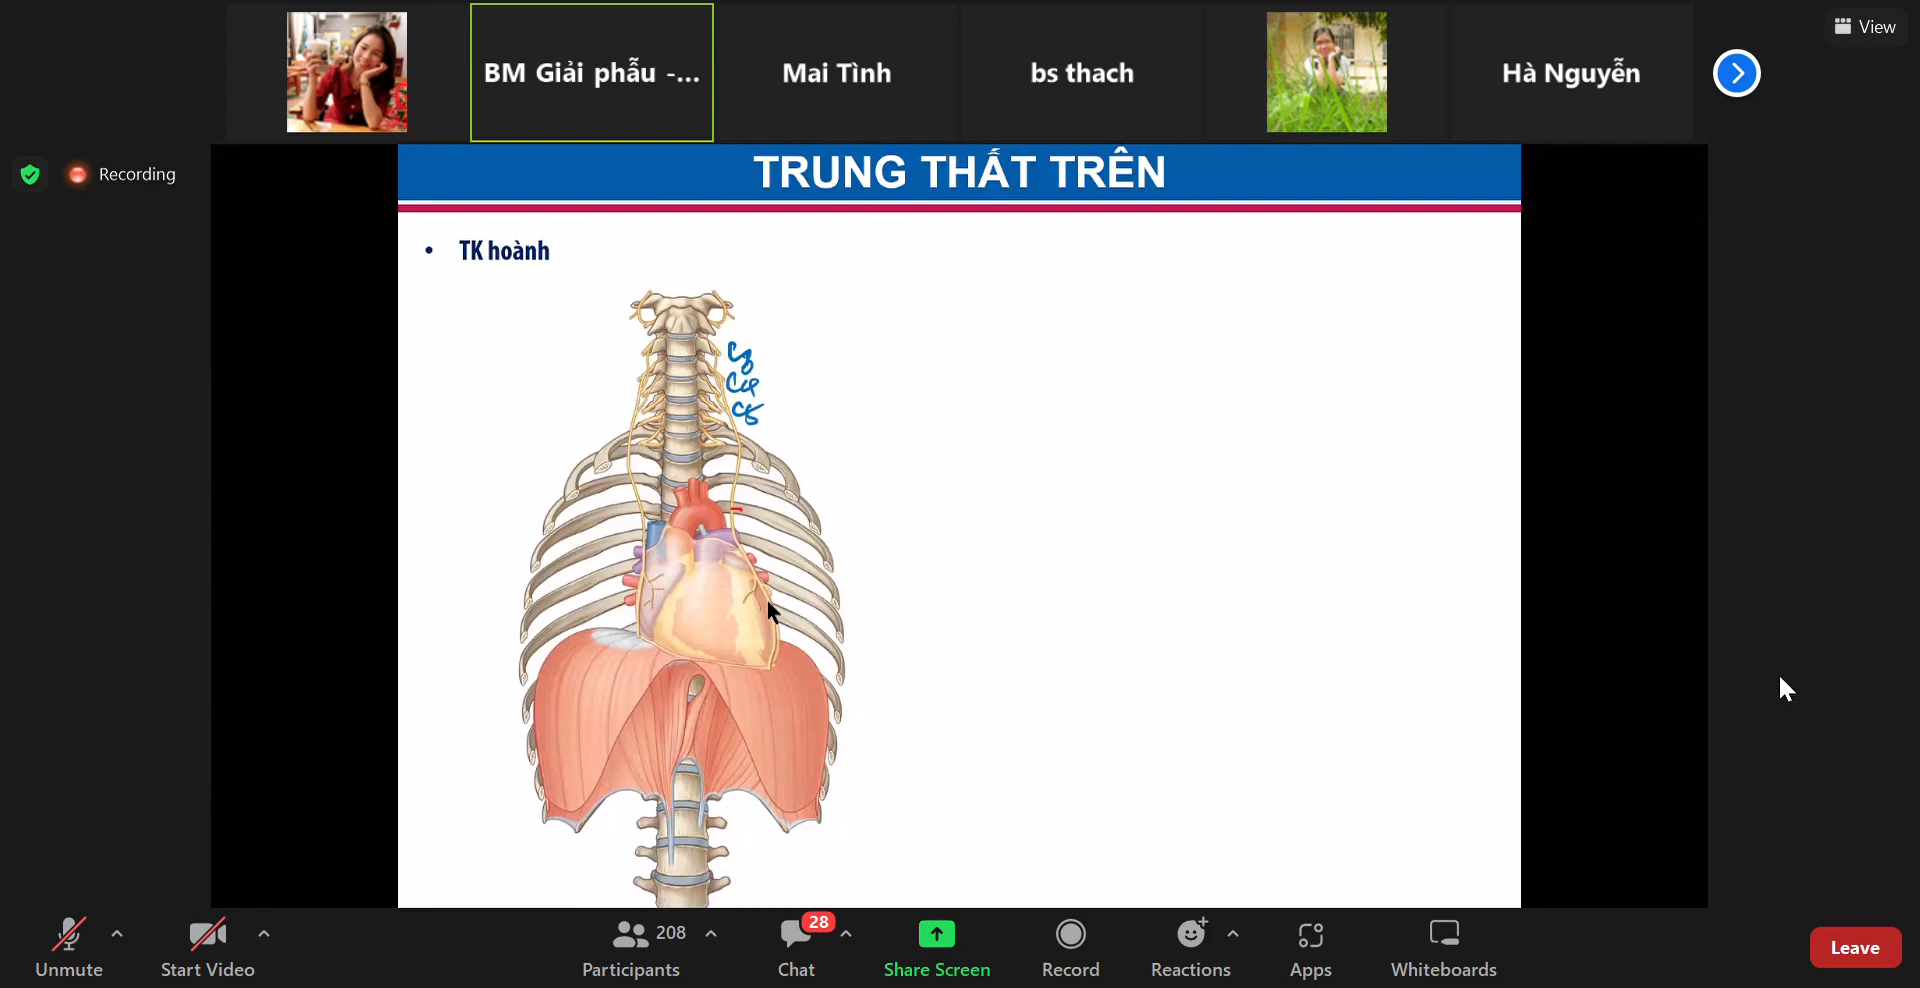 BM Giải phẫu -...
Mai Tình
bs thach
Hà Nguyễn
View
Recording
TRUNG THẤT TRÊN
• TK hoành
C3
C4
C5
Unmute
Start Video
208
Participants
28
Chat
Share Screen
Record
Reactions
Apps
Whiteboards
Leave